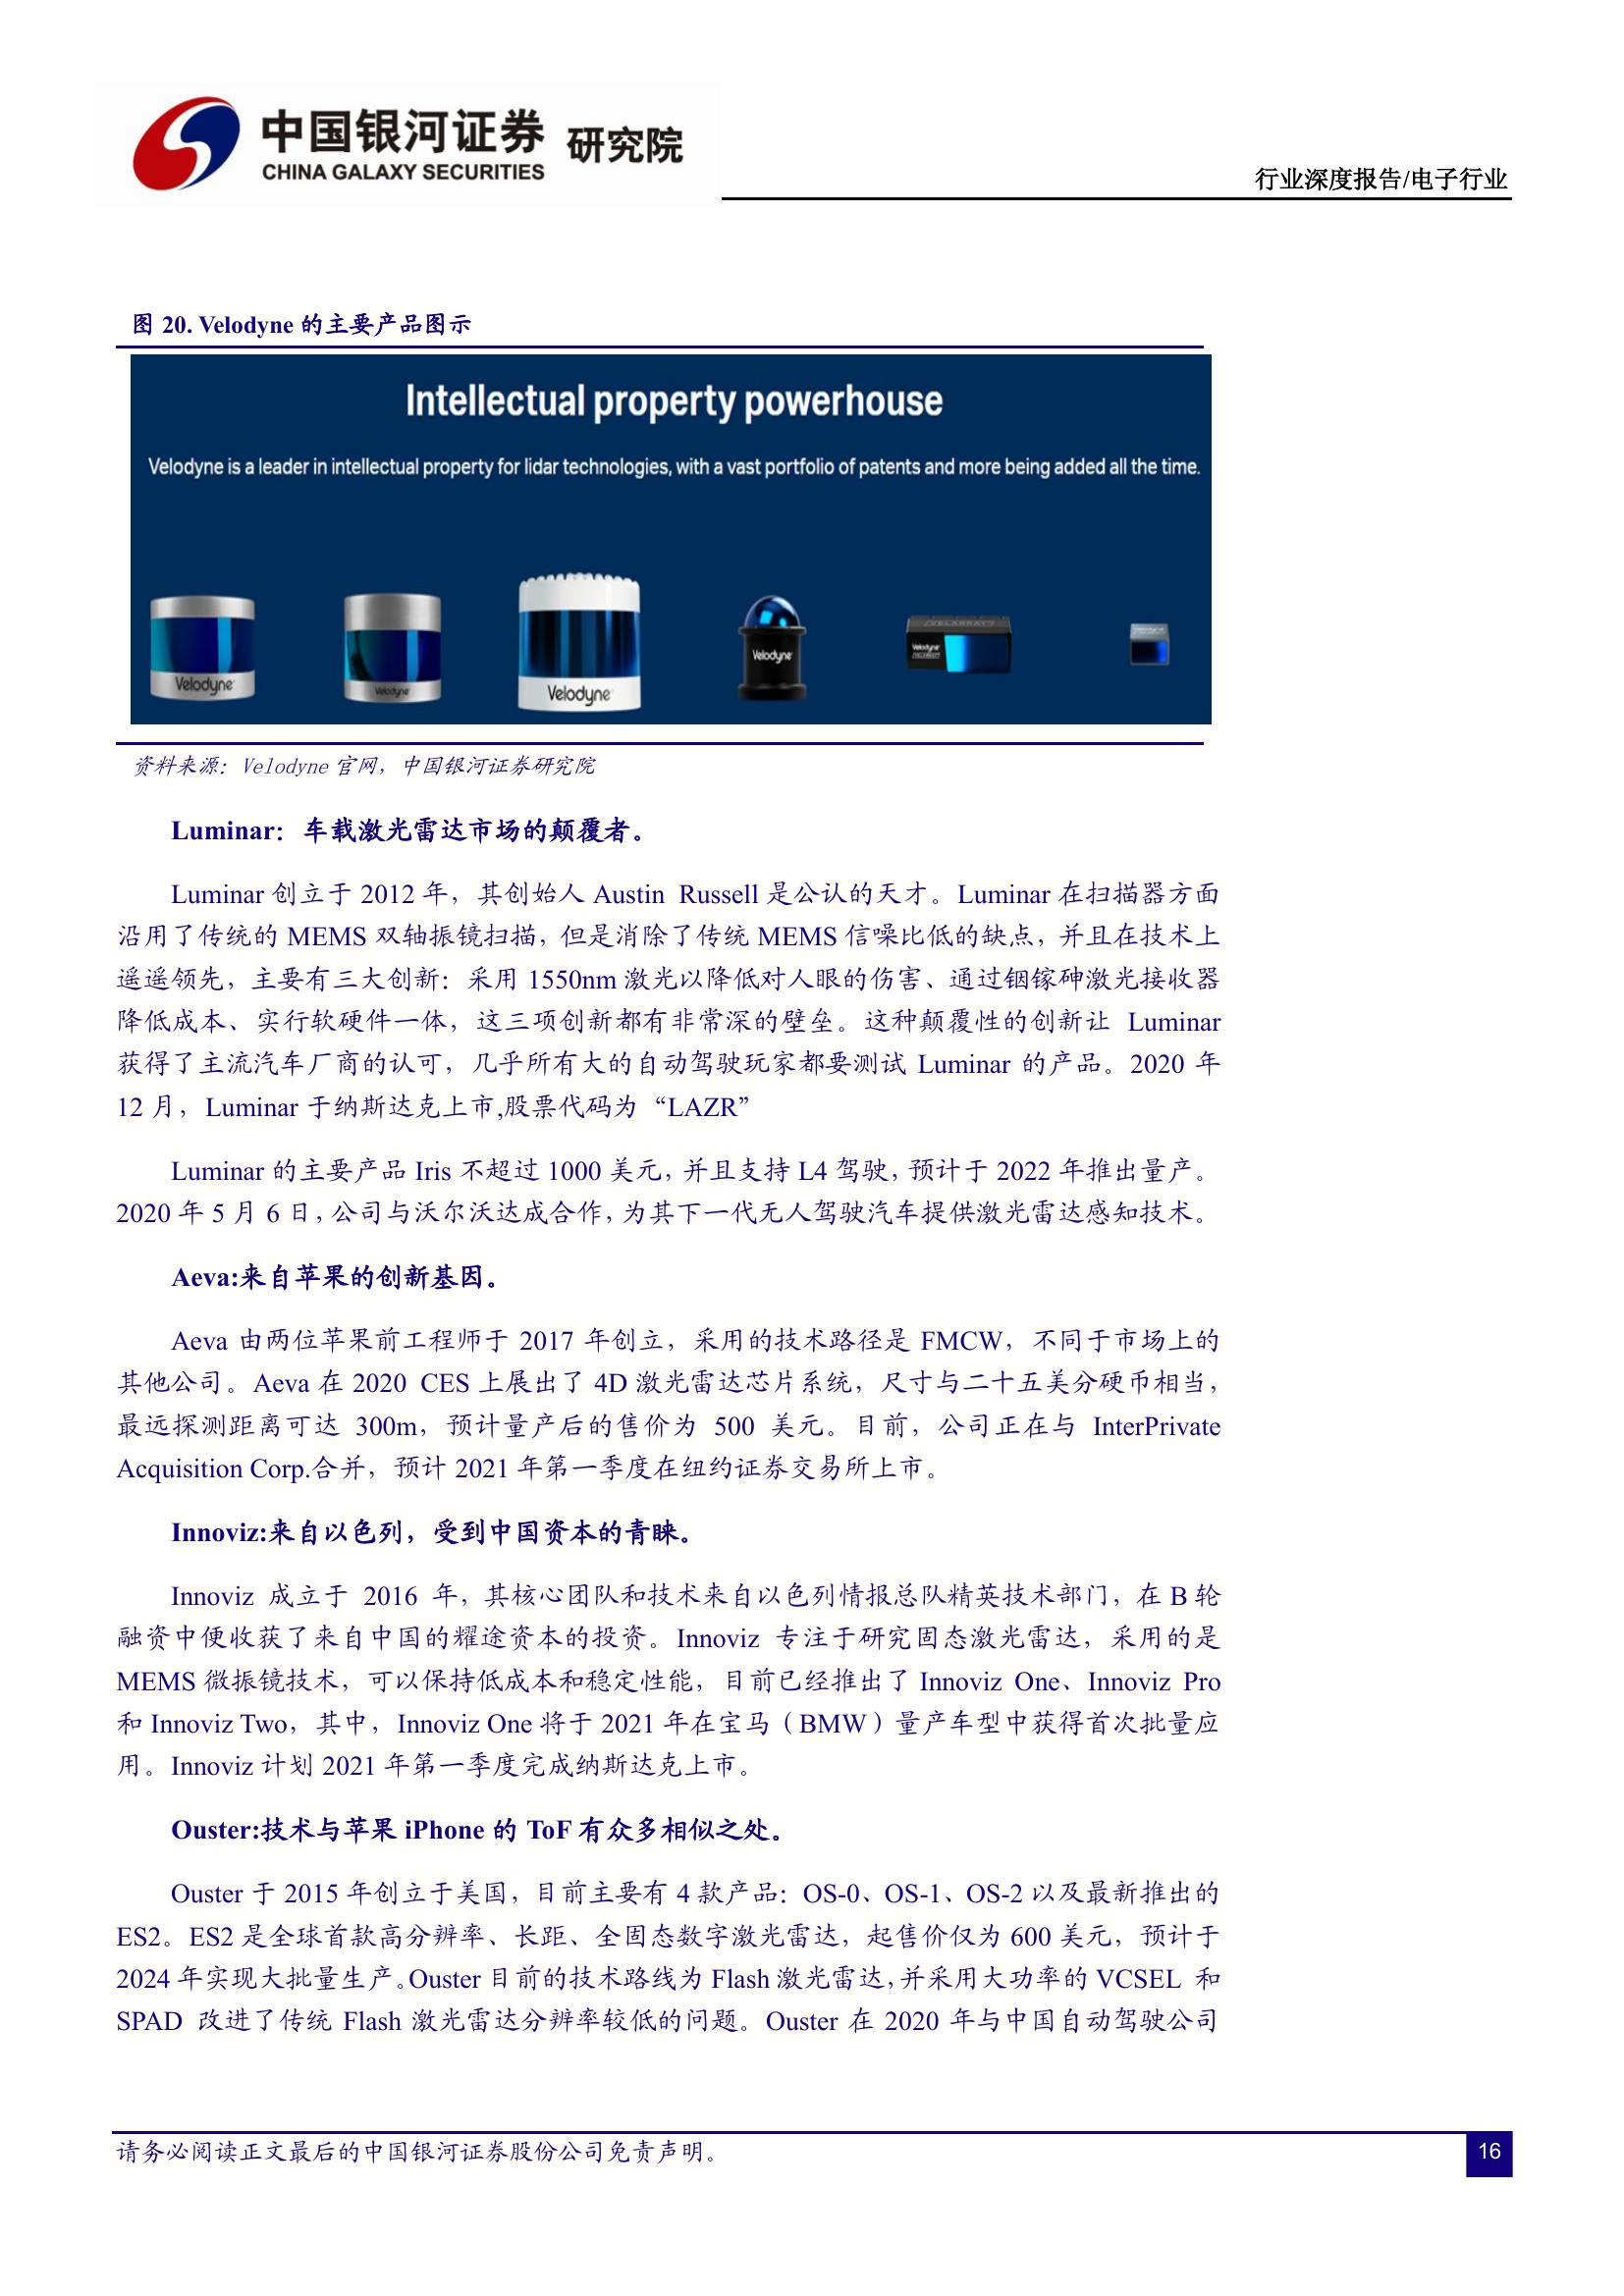 中国银河证券 研究院
CHINA GALAXY SECURITIES
行业深度报告/电子行业
图 20. Velodyne 的主要产品图示
Intellectual property powerhouse
Velodyne is a leader in intellectual property for lidar technologies, with a vast portfolio of patents and more being added all the time.
Velodyne
Velodyne
Velodyne
Velodyne
Velodyne
资料来源：Velodyne 官网，中国银河证券研究院
Luminar：车载激光雷达市场的颠覆者。
Luminar 创立于 2012 年，其创始人 Austin Russell 是公认的天才。Luminar 在扫描器方面
沿用了传统的 MEMS 双轴振镜扫描，但是消除了传统 MEMS 信噪比低的缺点，并且在技术上
遥遥领先，主要有三大创新：采用 1550nm 激光以降低对人眼的伤害、通过铟镓砷激光接收器
降低成本、实行软硬件一体，这三项创新都有非常深的壁垒。这种颠覆性的创新让 Luminar
获得了主流汽车厂商的认可，几乎所有大的自动驾驶玩家都要测试 Luminar 的产品。2020 年
12 月，Luminar 于纳斯达克上市,股票代码为“LAZR”
Luminar 的主要产品 Iris 不超过 1000 美元，并且支持 L4 驾驶，预计于 2022 年推出量产。
2020 年 5 月 6 日，公司与沃尔沃达成合作，为其下一代无人驾驶汽车提供激光雷达感知技术。
Aeva:来自苹果的创新基因。
Aeva 由两位苹果前工程师于 2017 年创立，采用的技术路径是 FMCW，不同于市场上的
其他公司。Aeva 在 2020 CES 上展出了 4D 激光雷达芯片系统，尺寸与二十五美分硬币相当，
最远探测距离可达 300m，预计量产后的售价为 500 美元。目前，公司正在与 InterPrivate
Acquisition Corp.合并，预计 2021 年第一季度在纽约证券交易所上市。
Innoviz:来自以色列，受到中国资本的青睐。
Innoviz 成立于 2016 年，其核心团队和技术来自以色列情报总队精英技术部门，在 B 轮
融资中便收获了来自中国的耀途资本的投资。Innoviz 专注于研究固态激光雷达，采用的是
MEMS 微振镜技术，可以保持低成本和稳定性能，目前已经推出了 Innoviz One、Innoviz Pro
和 Innoviz Two，其中，Innoviz One 将于 2021 年在宝马（BMW）量产车型中获得首次批量应
用。Innoviz 计划 2021 年第一季度完成纳斯达克上市。
Ouster:技术与苹果 iPhone 的 ToF 有众多相似之处。
Ouster 于 2015 年创立于美国，目前主要有 4 款产品：OS-0、OS-1、OS-2 以及最新推出的
ES2。ES2 是全球首款高分辨率、长距、全固态数字激光雷达，起售价仅为 600 美元，预计于
2024 年实现大批量生产。Ouster 目前的技术路线为 Flash 激光雷达，并采用大功率的 VCSEL 和
SPAD 改进了传统 Flash 激光雷达分辨率较低的问题。Ouster 在 2020 年与中国自动驾驶公司
请务必阅读正文最后的中国银河证券股份公司免责声明。
16